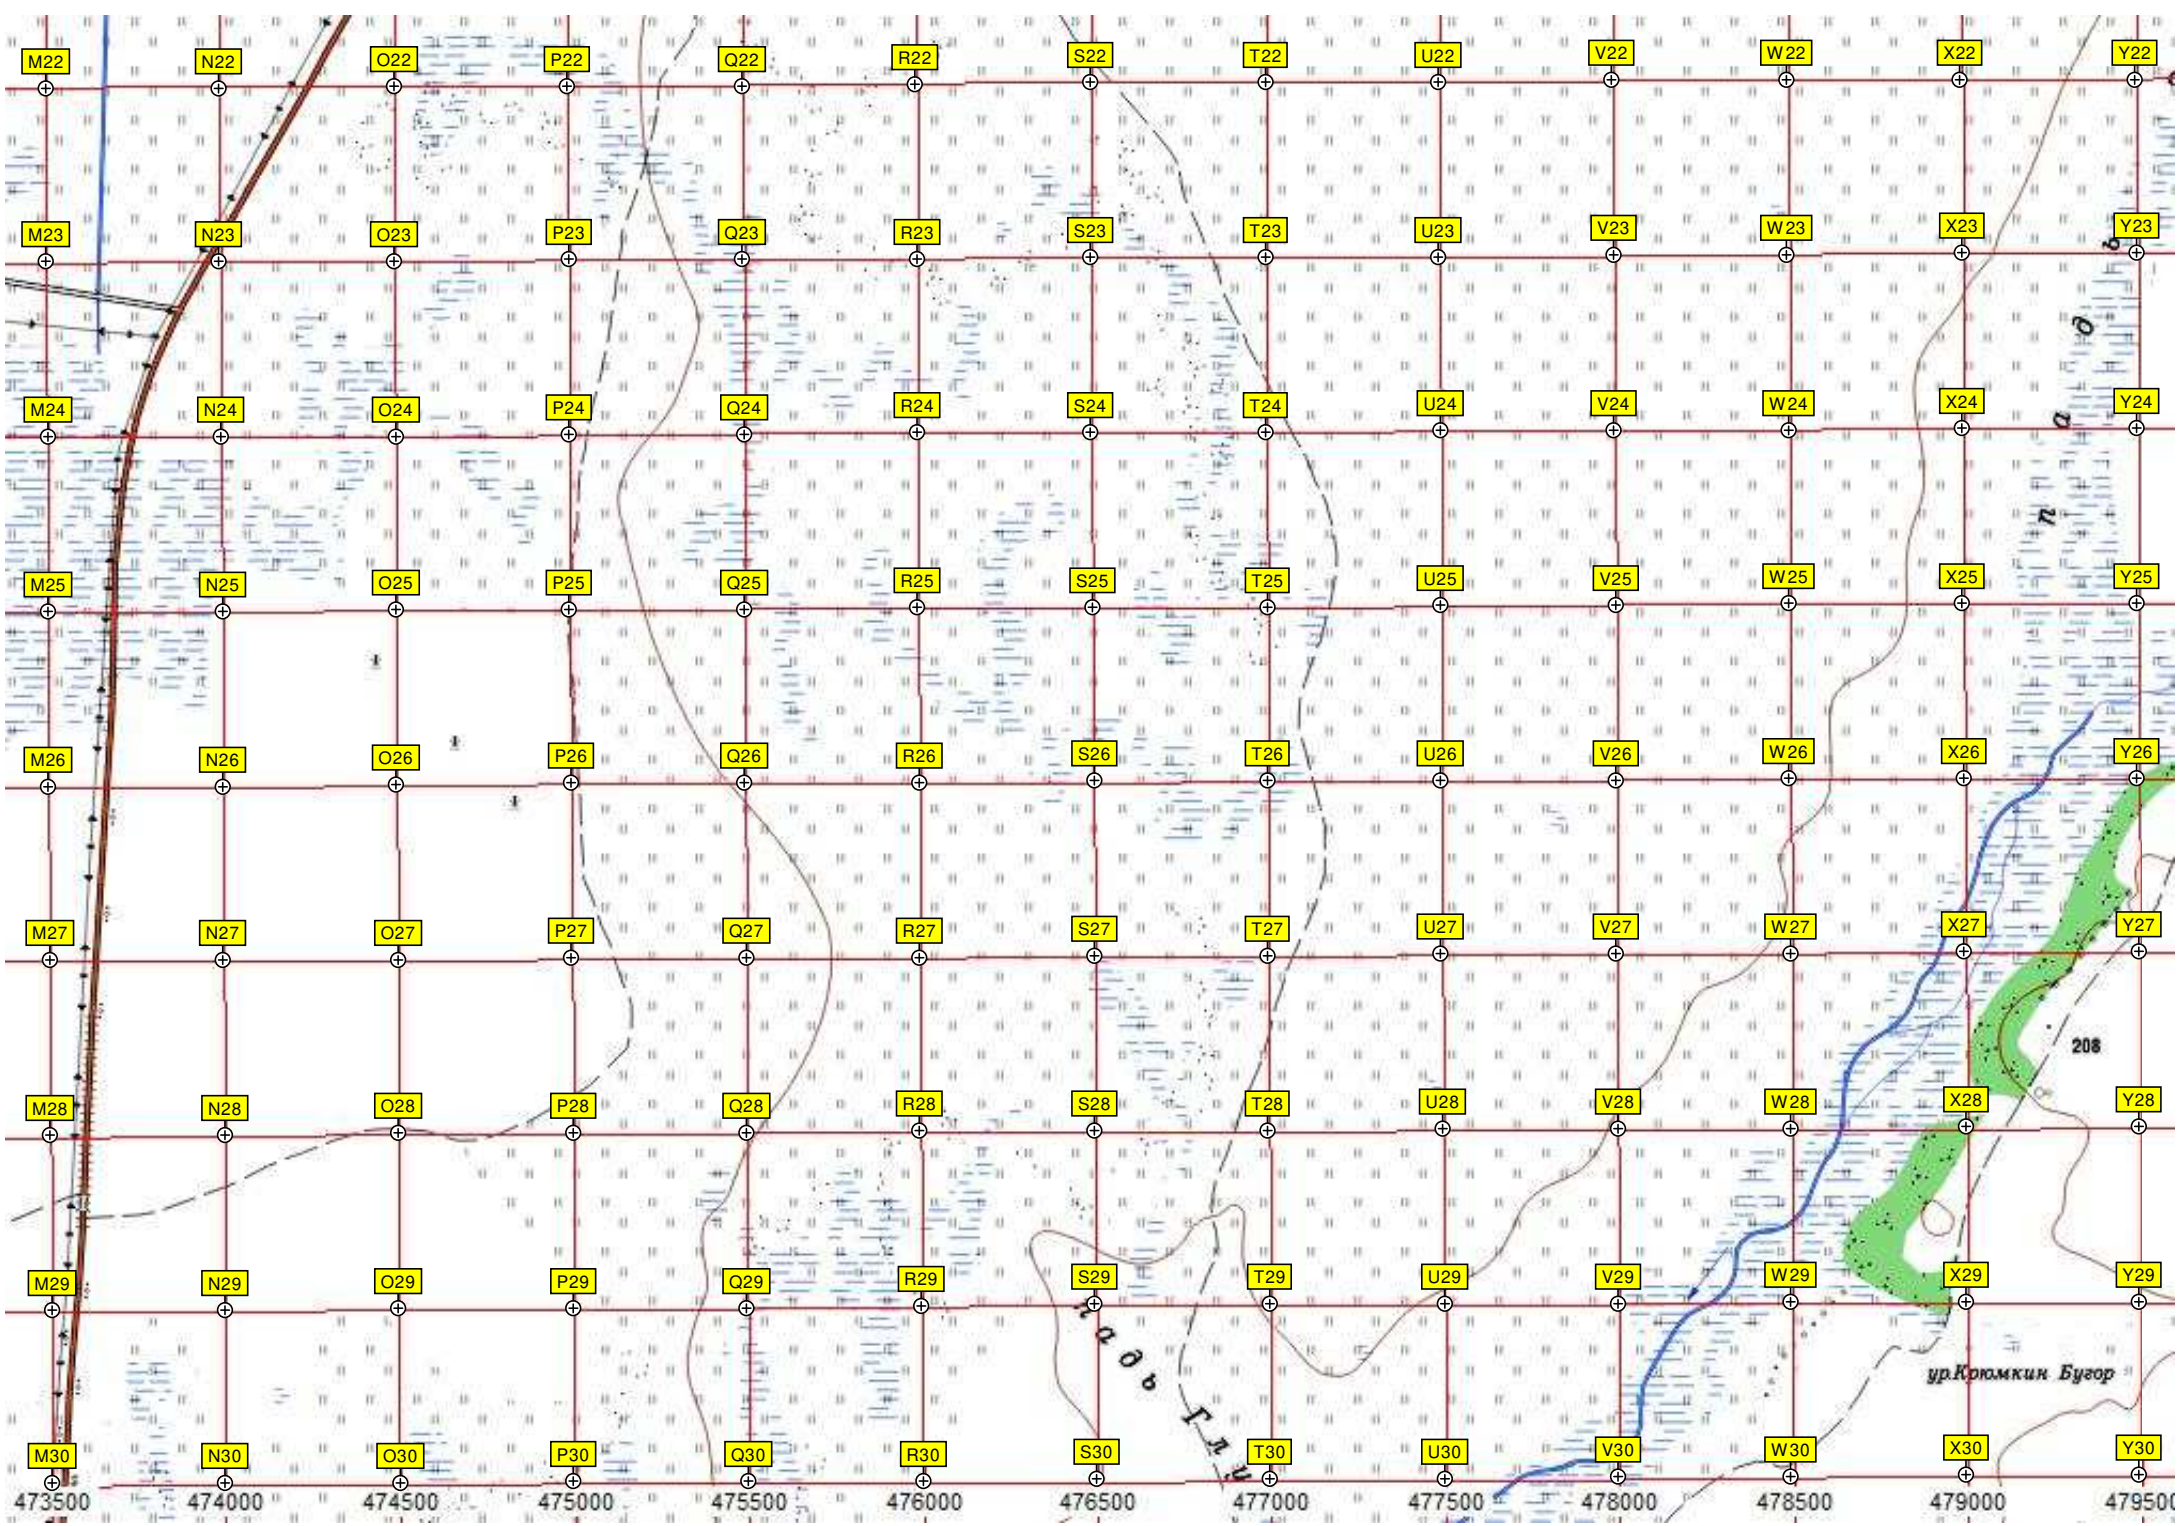 M22 N22 O22 P22 Q22 R22 S22 T22 U22 V22 W22 X22 Y22
M23 N23 O23 P23 Q23 R23 S23 T23 U23 V23 W23 X23 Y23
M24 N24 O24 P24 Q24 R24 S24 T24 U24 V24 W24 X24 Y24
падь
M25 N25 O25 P25 Q25 R25 S25 T25 U25 V25 W25 X25 Y25
M26 N26 O26 P26 Q26 R26 S26 T26 U26 V26 W26 X26 Y26
M27 N27 O27 P27 Q27 R27 S27 T27 U27 V27 W27 X27 Y27
208
M28 N28 O28 P28 Q28 R28 S28 T28 U28 V28 W28 X28 Y28
M29 N29 O29 P29 Q29 R29 S29 T29 U29 V29 W29 X29 Y29
падь Гли
ур.Крюмкин Бугор
M30 N30 O30 P30 Q30 R30 S30 T30 U30 V30 W30 X30 Y30
473500 474000 474500 475000 475500 476000 476500 477000 477500 478000 478500 479000 479500